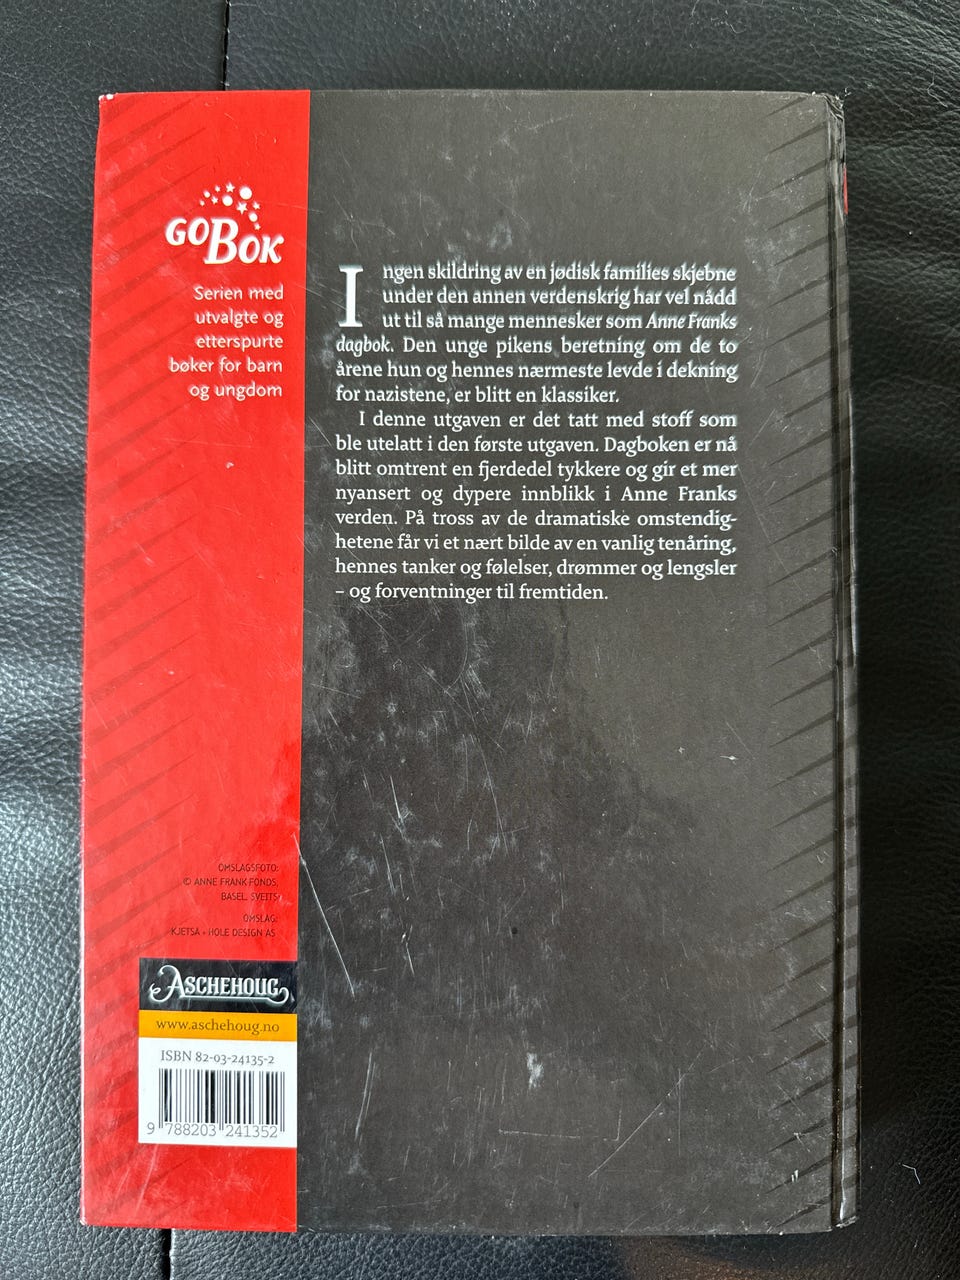 GO BOK
Serien med
utvalgte og
etterspurte
bøker for barn
og ungdom
Ingen skildring av en jødisk families skjebne
under den annen verdenskrig har vel nådd
ut til så mange mennesker som Anne Franks
dagbok. Den unge pikens beretning om de to
årene hun og hennes nærmeste levde i dekning
for nazistene, er blitt en klassiker.
I denne utgaven er det tatt med stoff som
ble utelatt i den første utgaven. Dagboken er nå
blitt omtrent en fjerdedel tykkere og gir et mer
nyansert og dypere innblikk i Anne Franks
verden. På tross av de dramatiske omstendig-
hetene får vi et nært bilde av en vanlig tenåring,
hennes tanker og følelser, drømmer og lengsler
– og forventninger til fremtiden.
OMSLAGSFOTO:
© ANNE FRANK-FONDS,
BASEL, SVEITS
OMSLAG:
KJETSA + HOLE DESIGN AS
ASCHEHOUG
www.aschehoug.no
ISBN 82-03-24135-2
9 788203 241352